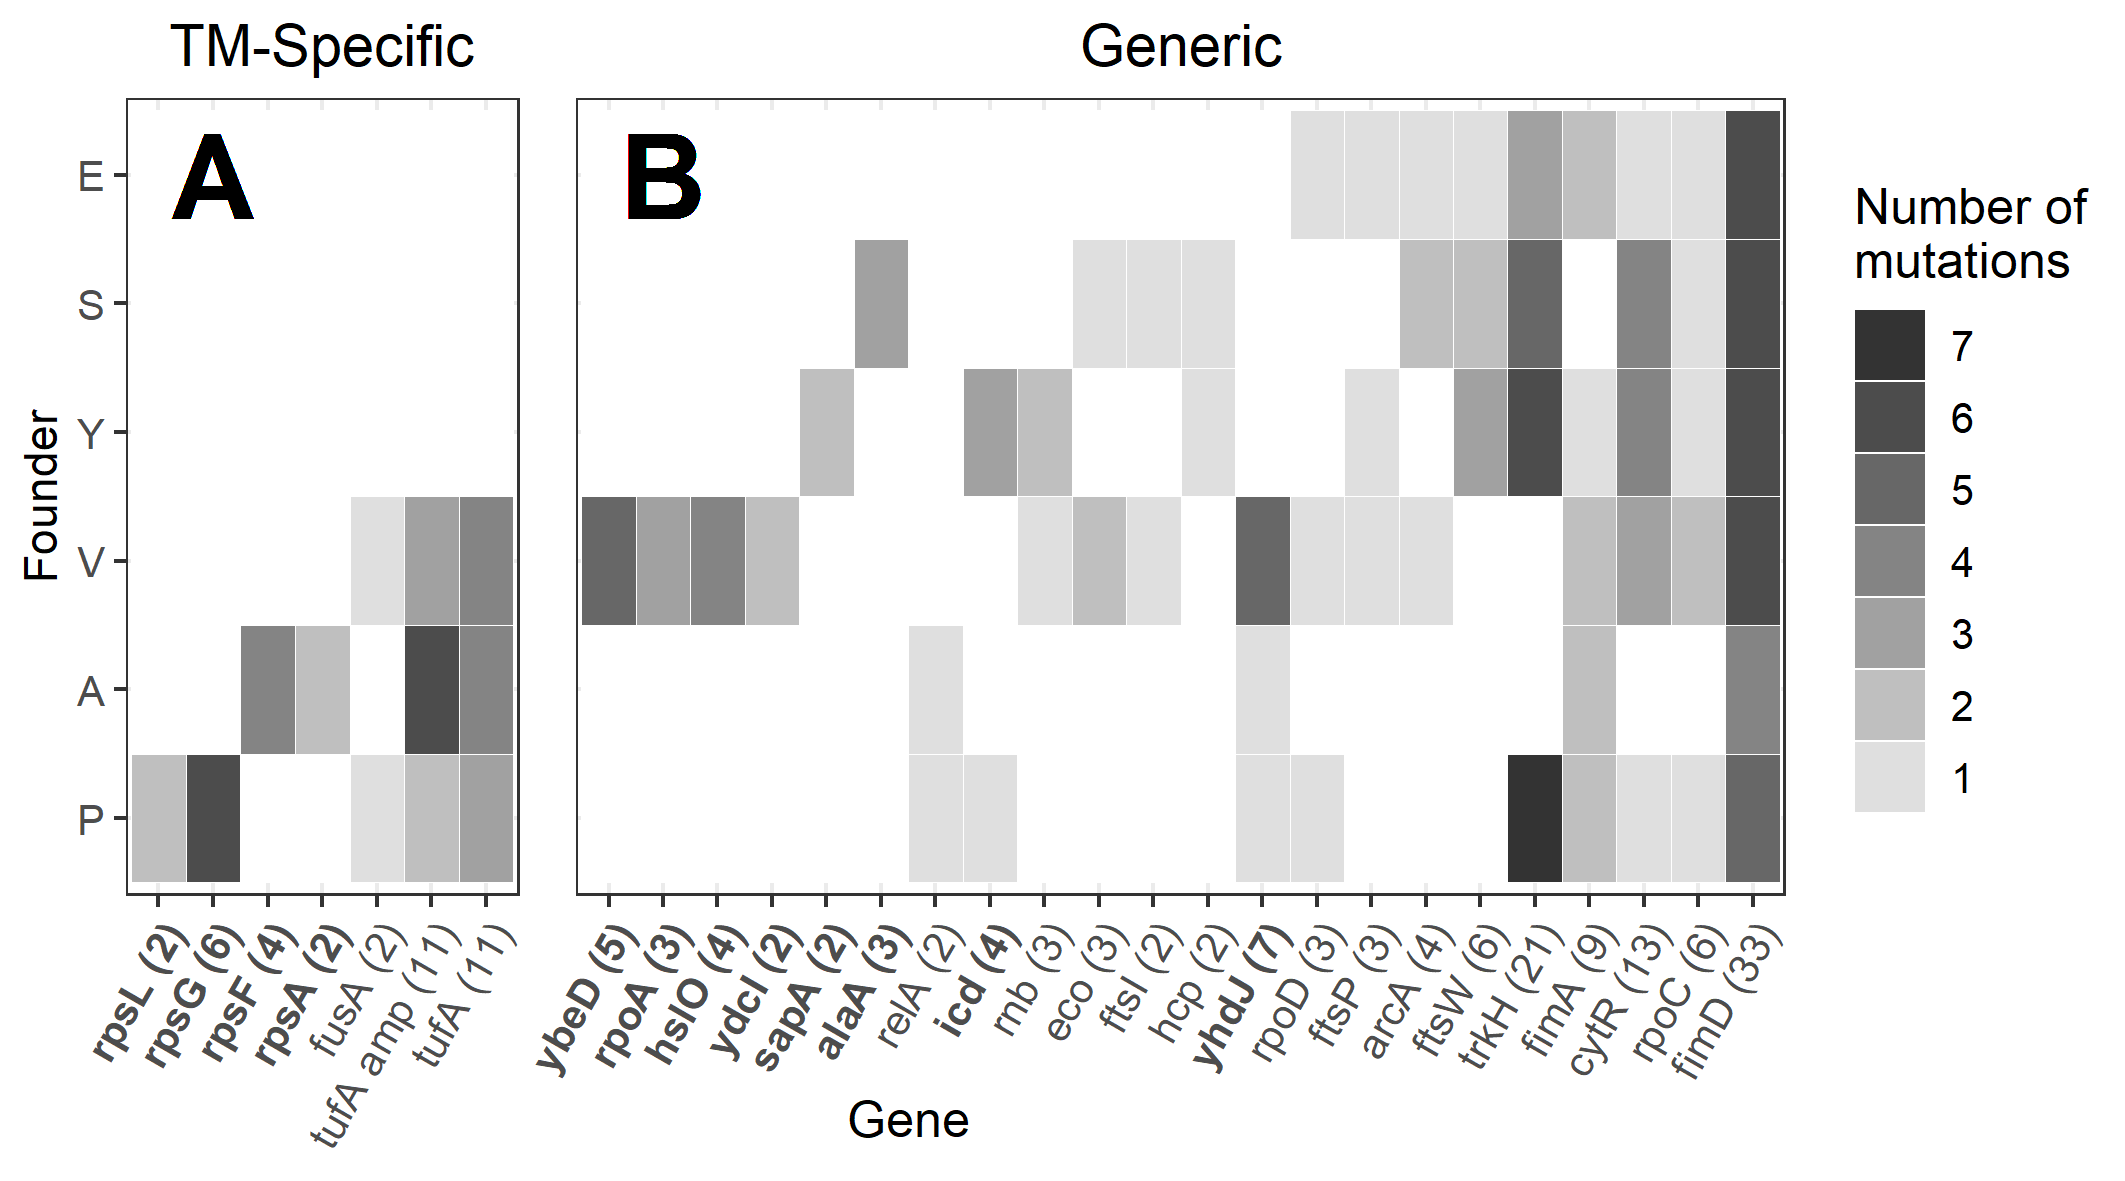 TM-Specific
Generic
A
B
Founder
E
S
Y
V
A
P
rpsL (2)
rpsG (6)
rpsF (4)
rpsA (2)
fusA (2)
tufA amp (11)
tufA (11)
ybeD (5)
rpoA (3)
hslO (4)
ydcI (2)
sapA (2)
alaA (3)
relA (2)
icd (4)
rnb (3)
eco (3)
ftsI (2)
hcp (2)
yhdJ (7)
rpoD (3)
ftsP (3)
arcA (4)
ftsW (6)
trkH (21)
fimA (9)
cytR (13)
rpoC (6)
fimD (33)
Gene
Number of
mutations
7
6
5
4
3
2
1